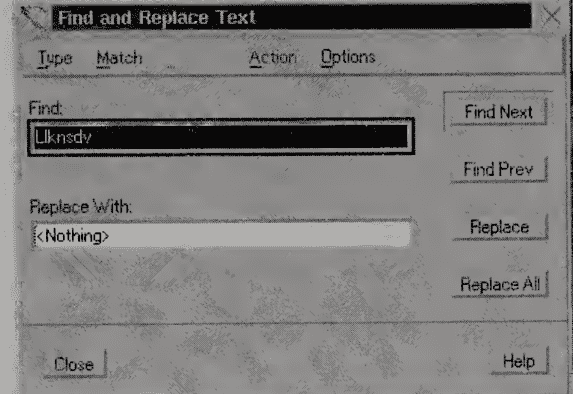 Find and Replace Text
Type Match Action Options
Find:
Llknsdv
Find Next
Find Prev
Replace With:
<Nothing>
Replace
Replace All
Close
Help